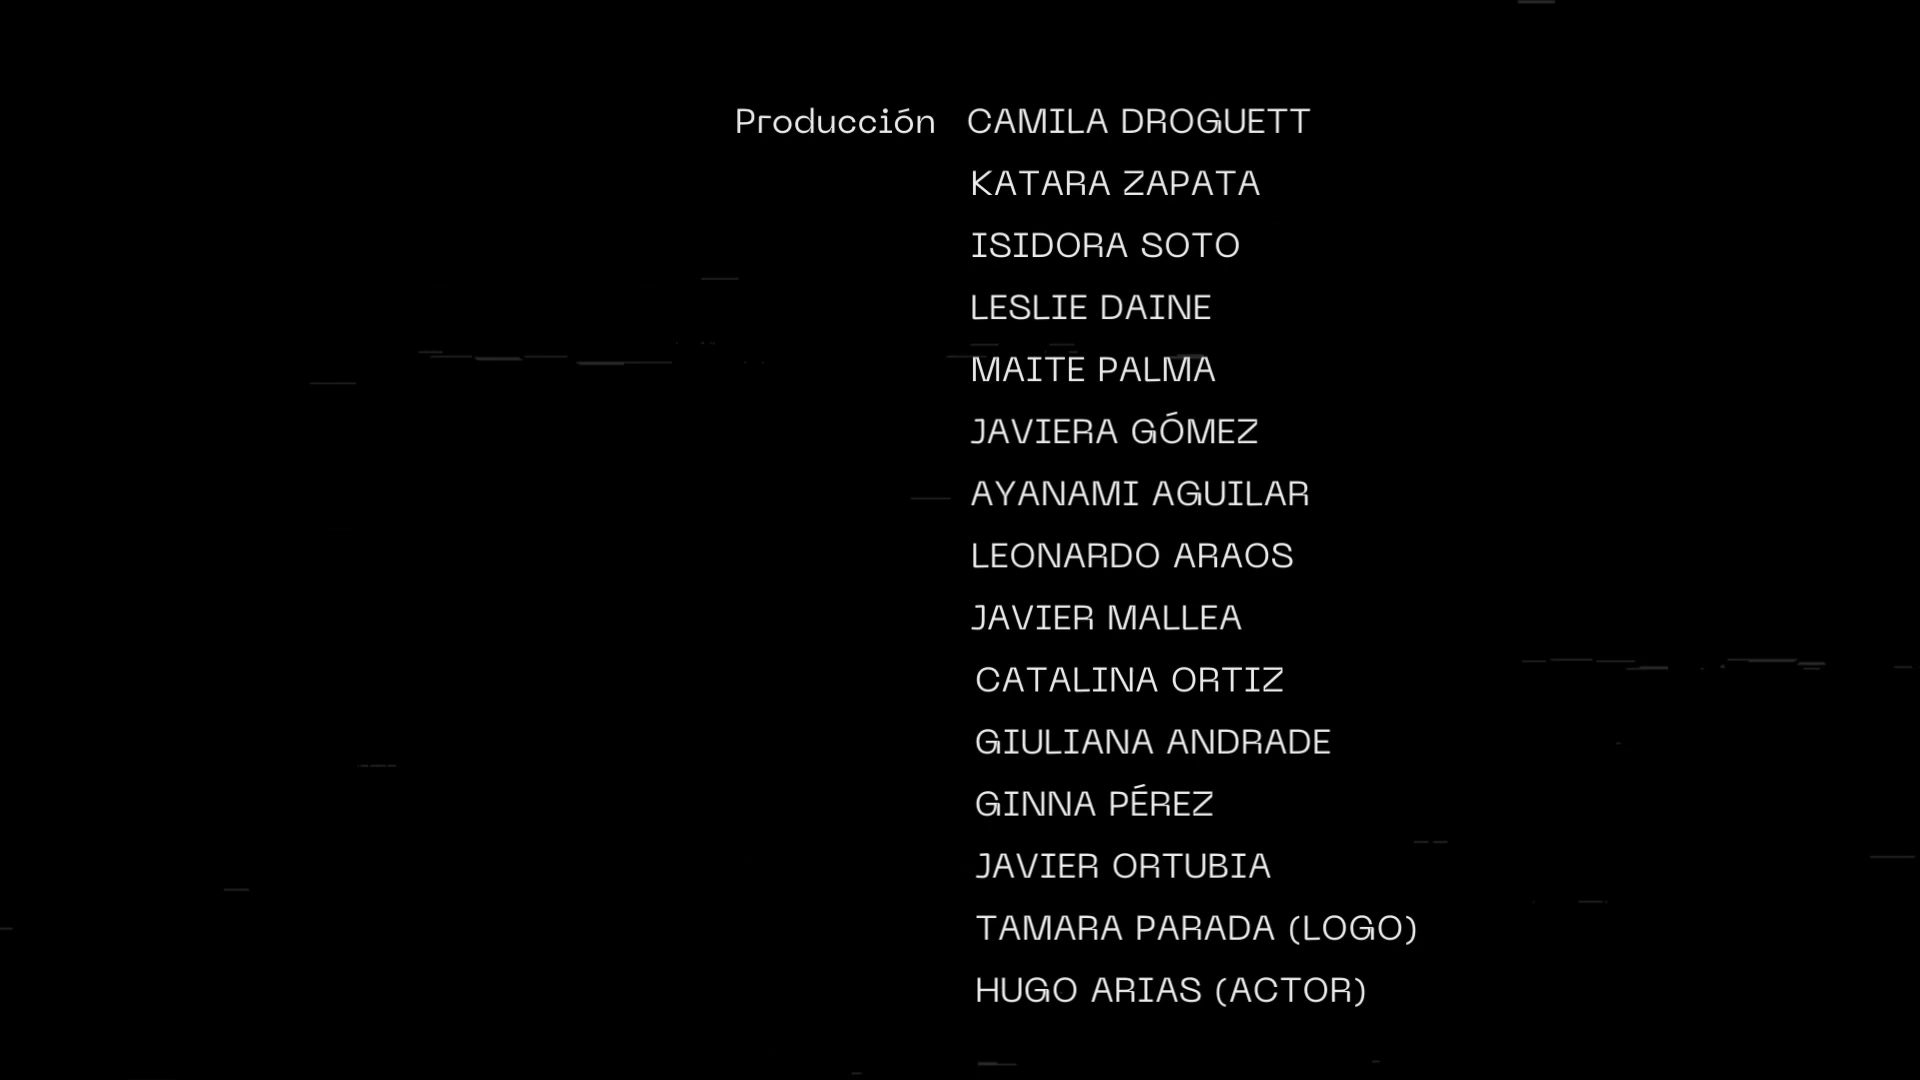 Producción CAMILA DROGUETT
KATARA ZAPATA
ISIDORA SOTO
LESLIE DAINE
MAITE PALMA
JAVIERA GÓMEZ
AYANAMI AGUILAR
LEONARDO ARAOS
JAVIER MALLEA
CATALINA ORTIZ
GIULIANA ANDRADE
GINNA PÉREZ
JAVIER ORTUBIA
TAMARA PARADA (LOGO)
HUGO ARIAS (ACTOR)